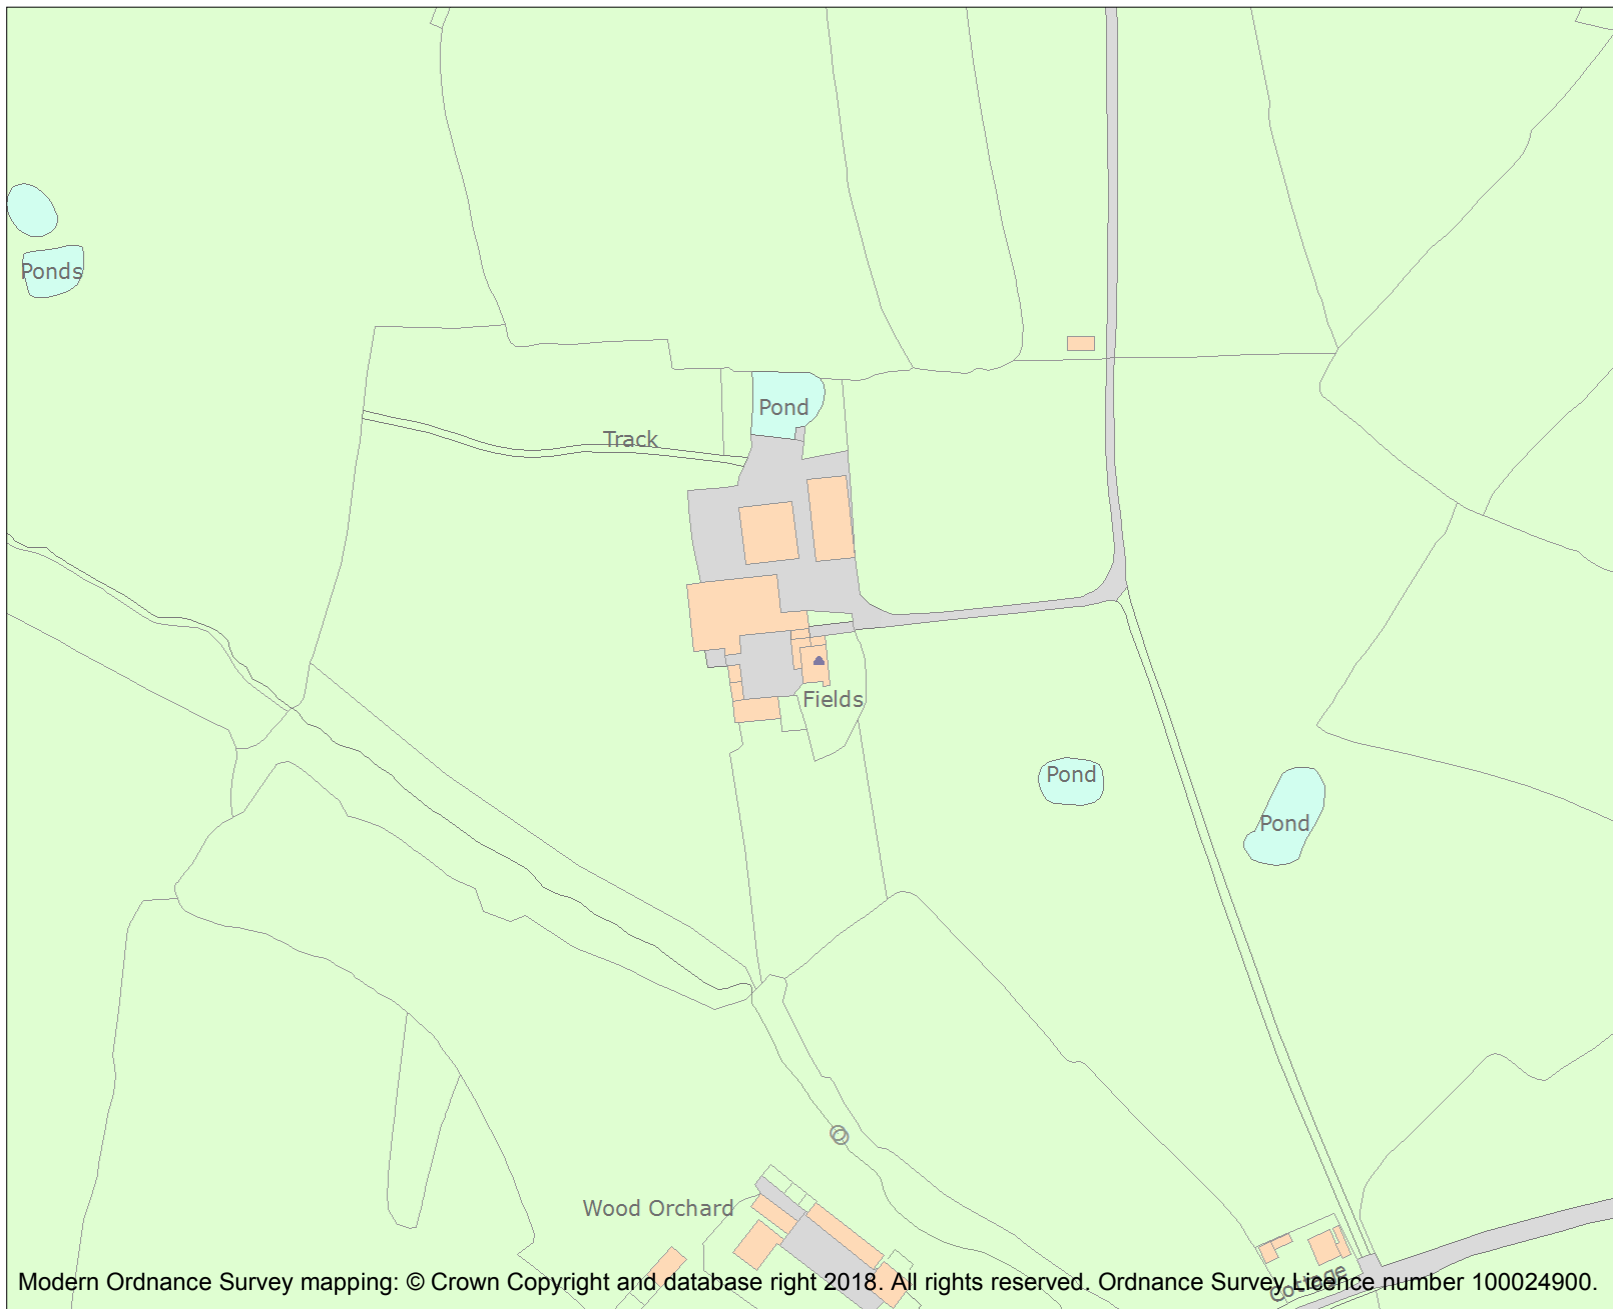 Ponds
Pond
Track
Fields
Pond
Pond
Wood Orchard
Cottage
Modern Ordnance Survey mapping: © Crown Copyright and database right 2018. All rights reserved. Ordnance Survey Licence number 100024900.